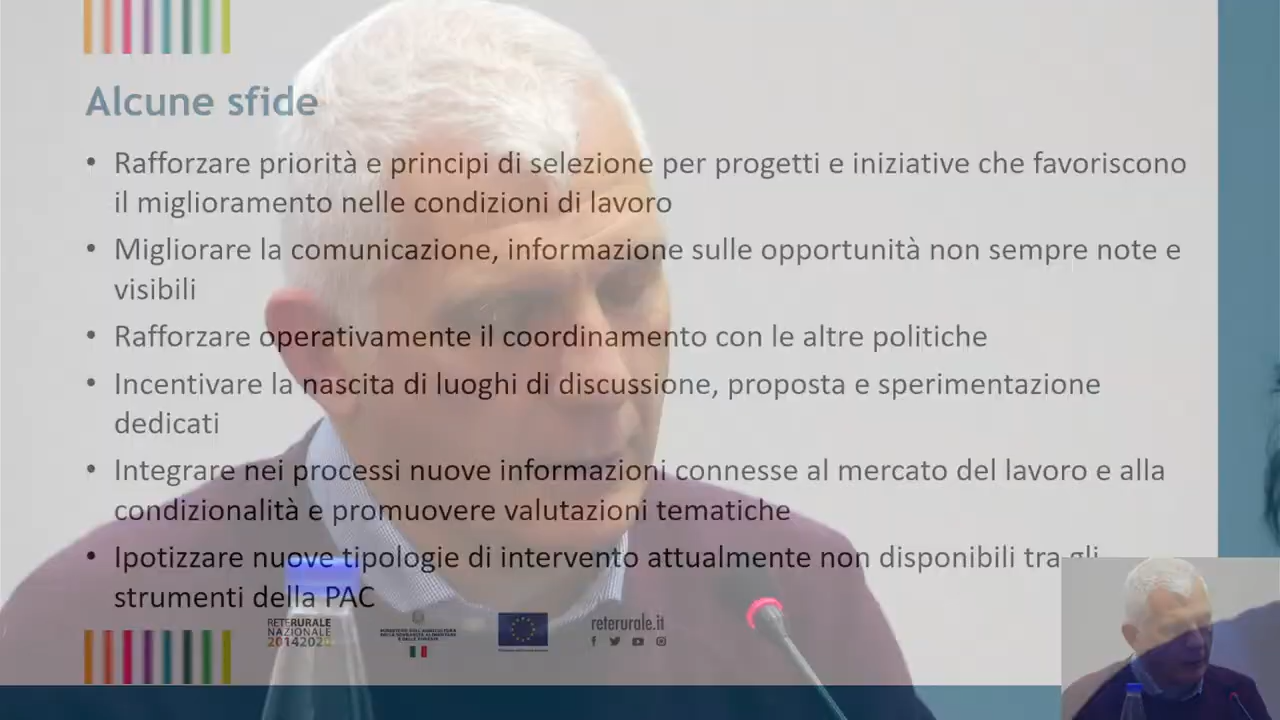 Alcune sfide
• Rafforzare priorità e principi di selezione per progetti e iniziative che favoriscono
il miglioramento nelle condizioni di lavoro
• Migliorare la comunicazione, informazione sulle opportunità non sempre note e
visibili
• Rafforzare operativamente il coordinamento con le altre politiche
• Incentivare la nascita di luoghi di discussione, proposta e sperimentazione
dedicati
• Integrare nei processi nuove informazioni connesse al mercato del lavoro e alla
condizionalità e promuovere valutazioni tematiche
• Ipotizzare nuove tipologie di intervento attualmente non disponibili tra gli
strumenti della PAC
RETERURALE
NAZIONALE
20142020
reterurale.it